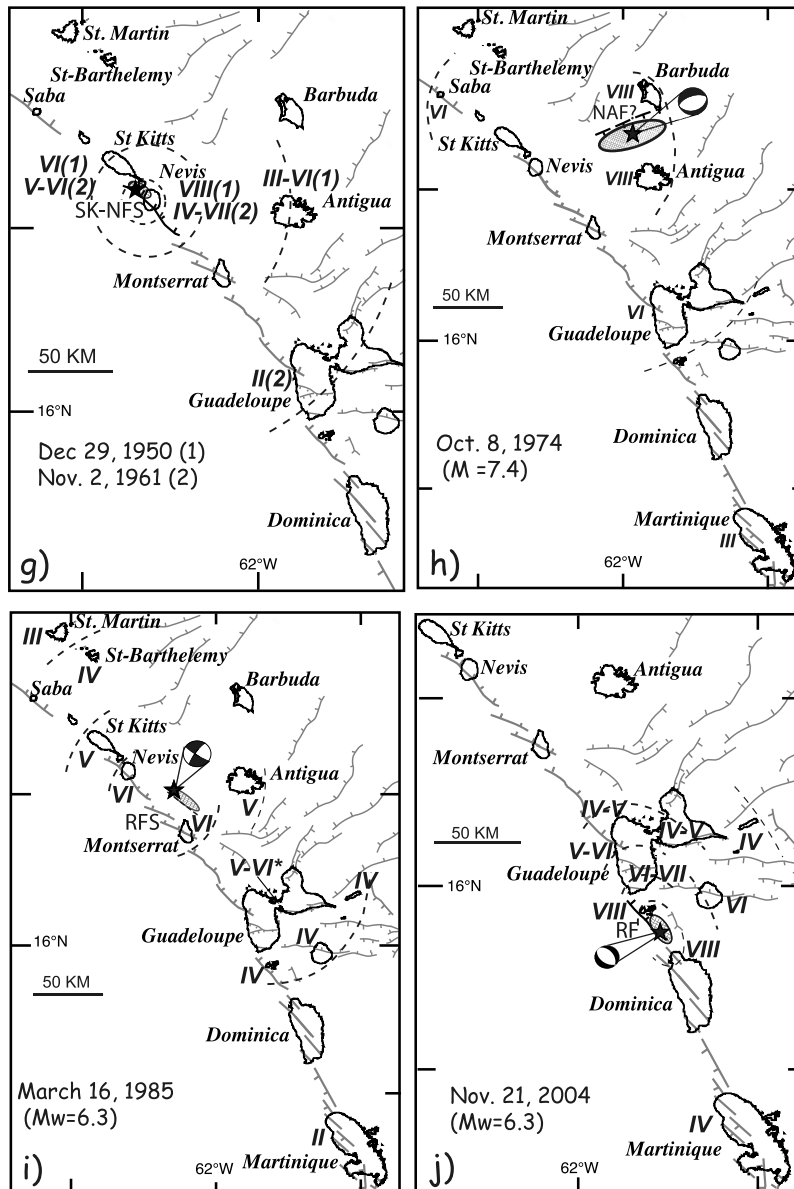 St. Martin
St-Barthelemy
Saba
Barbuda
St Kitts
VI(1)
Nevis
V-VI(2)
VIII(1)
III-VI(1)
SK-NFS
IV-VII(2)
Antigua
Montserrat
50 KM
II(2)
Guadeloupe
16°N
Dec 29, 1950 (1)
Nov. 2, 1961 (2)
Dominica
g)
62°W
St. Martin
St-Barthelemy
Saba
VI
Barbuda
VIII
NAF?
St Kitts
Nevis
VIII
Antigua
Montserrat
50 KM
VI
16°N
Guadeloupe
Dominica
Oct. 8, 1974
(M =7.4)
Martinique
III
h)
62°W
St. Martin
III
St-Barthelemy
IV
Saba
Barbuda
St Kitts
V
Nevis
VI
Antigua
V
RFS
VI
Montserrat
V-VI*
IV
Guadeloupe
IV
16°N
IV
50 KM
Dominica
March 16, 1985
(Mw=6.3)
II
Martinique
i)
62°W
St Kitts
Nevis
Antigua
Montserrat
IV-V
IV-V
50 KM
IV
V-VI
Guadeloupe
VI-VII
16°N
VIII
VI
RF
VIII
Dominica
Nov. 21, 2004
(Mw=6.3)
IV
Martinique
j)
62°W